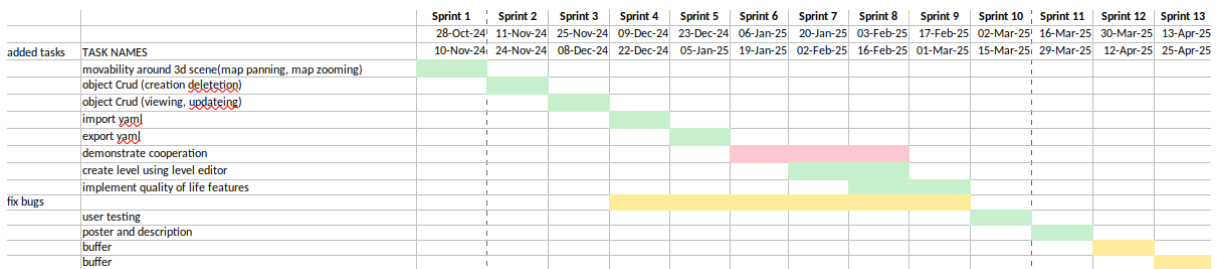 Sprint 1 Sprint 2 Sprint 3 Sprint 4 Sprint 5 Sprint 6 Sprint 7 Sprint 8 Sprint 9 Sprint 10 Sprint 11 Sprint 12 Sprint 13
28-Oct-24 11-Nov-24 25-Nov-24 09-Dec-24 23-Dec-24 06-Jan-25 20-Jan-25 03-Feb-25 17-Feb-25 02-Mar-25 16-Mar-25 30-Mar-25 13-Apr-25
added tasks TASK NAMES 10-Nov-24 24-Nov-24 08-Dec-24 22-Dec-24 05-Jan-25 19-Jan-25 02-Feb-25 16-Feb-25 01-Mar-25 15-Mar-25 29-Mar-25 12-Apr-25 25-Apr-25
movability around 3d scene(map panning, map zooming)
object Crud (creation deletetion)
object Crud (viewing, updateing)
import yaml
export yaml
demonstrate cooperation
create level using level editor
implement quality of life features
fix bugs
user testing
poster and description
buffer
buffer